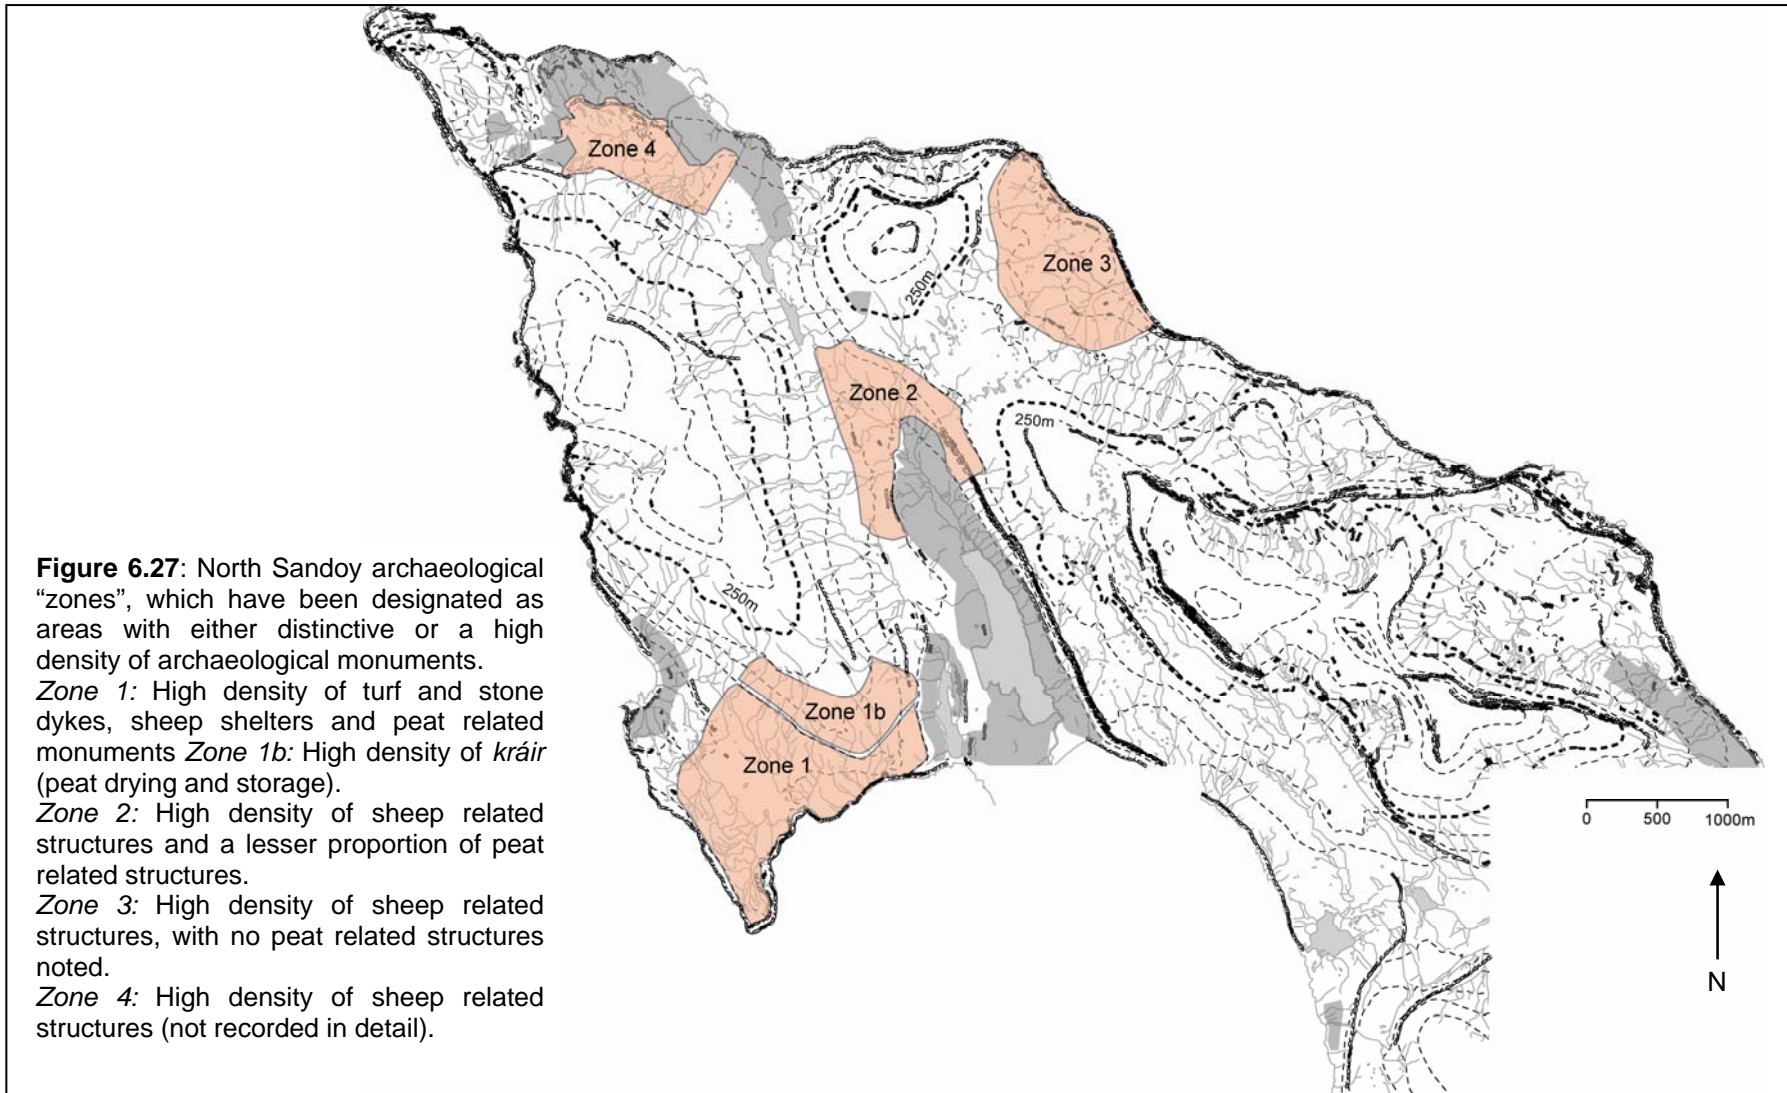 Zone 4
Zone 3
250m
Zone 2
250m
250m
Zone 1b
Zone 1
Figure 6.27: North Sandoy archaeological
“zones”, which have been designated as
areas with either distinctive or a high
density of archaeological monuments.
Zone 1: High density of turf and stone
dykes, sheep shelters and peat related
monuments Zone 1b: High density of kráir
(peat drying and storage).
Zone 2: High density of sheep related
structures and a lesser proportion of peat
related structures.
Zone 3: High density of sheep related
structures, with no peat related structures
noted.
Zone 4: High density of sheep related
structures (not recorded in detail).
0 500 1000m
N